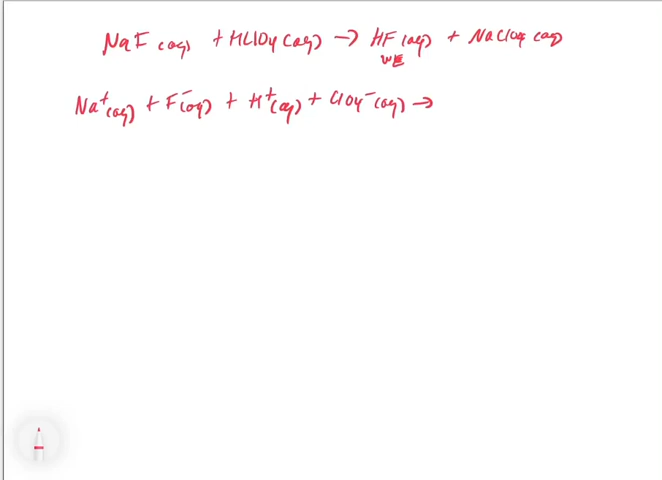 NaF (aq) + HClO₄ (aq) → HF (aq) + NaClO₄ (aq)
WE
Na⁺(aq) + F⁻(aq) + H⁺(aq) + ClO₄⁻(aq) →